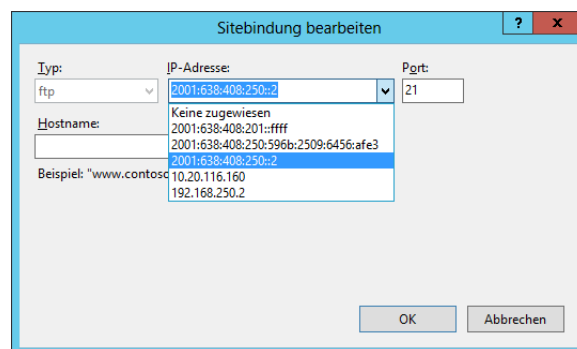 Sitebindung bearbeiten
?
x
Typ:
IP-Adresse:
Port:
ftp
2001:638:408:250::2
21
Hostname:
Keine zugewiesen
2001:638:408:201::ffff
2001:638:408:250:596b:2509:6456:afe3
2001:638:408:250::2
10.20.116.160
192.168.250.2
Beispiel: "www.contoso
OK
Abbrechen